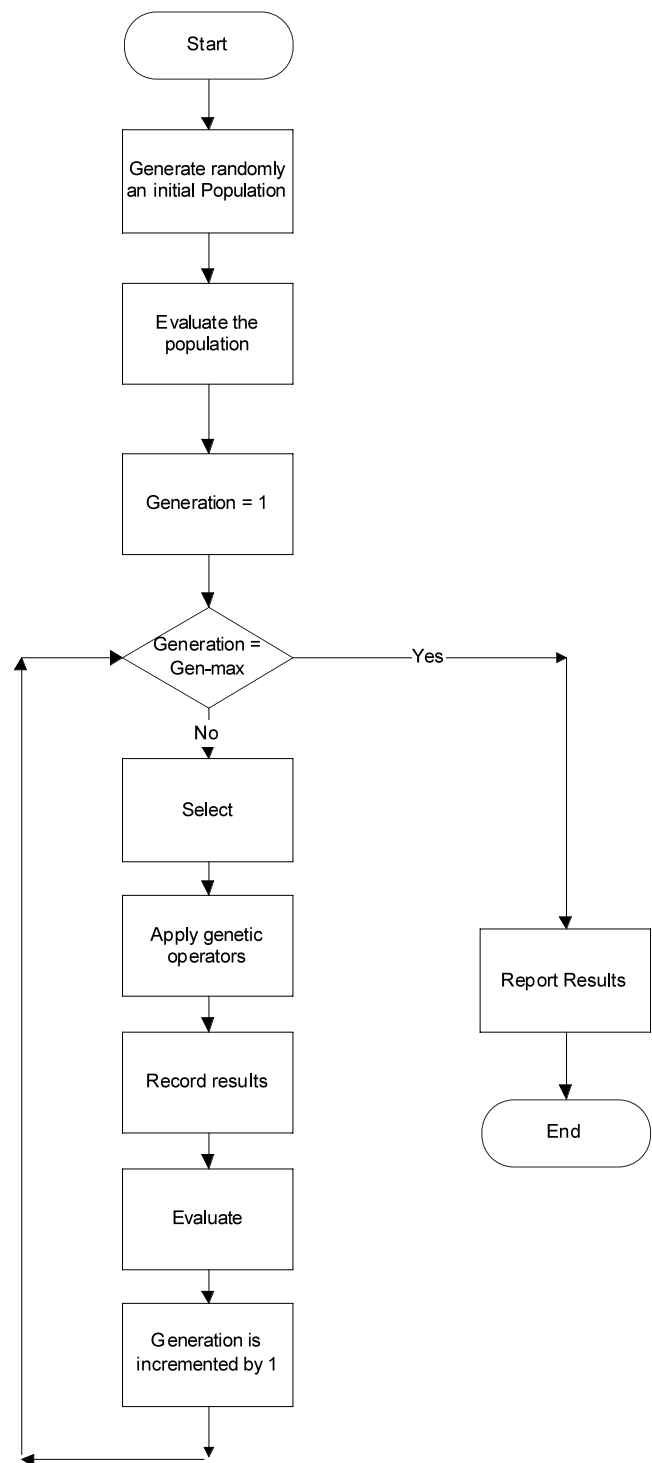 Start
Generate randomly
an initial Population
Evaluate the
population
Generation = 1
Generation =
Gen-max
Yes
No
Select
Apply genetic
operators
Report Results
Record results
End
Evaluate
Generation is
incremented by 1